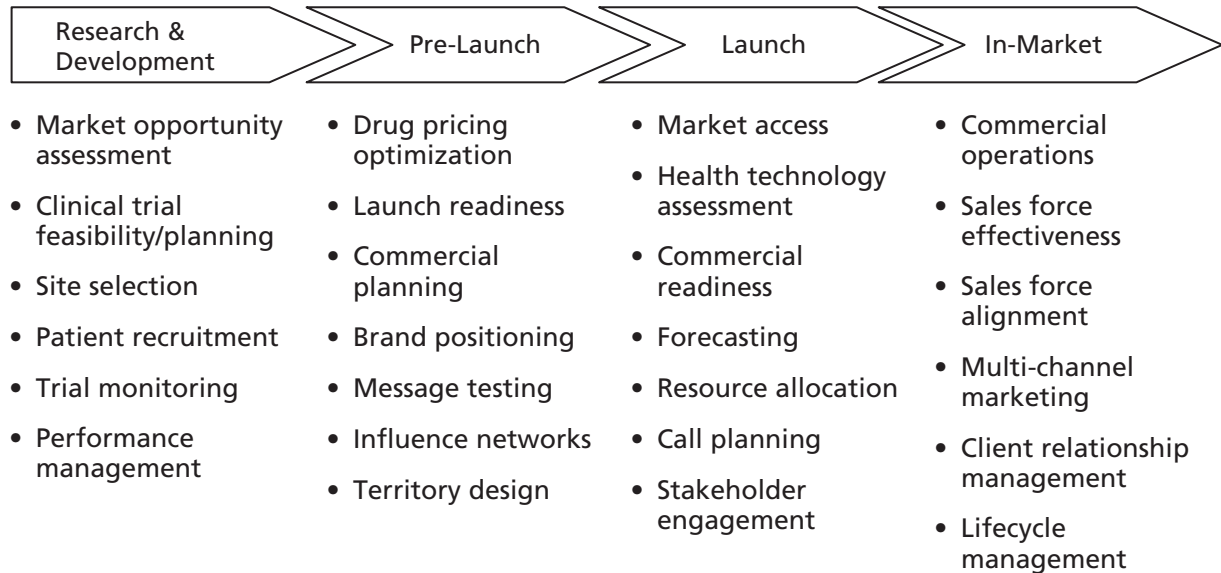 Research &
Development
Pre-Launch
Launch
In-Market
• Market opportunity
assessment
• Clinical trial
feasibility/planning
• Site selection
• Patient recruitment
• Trial monitoring
• Performance
management
• Drug pricing
optimization
• Launch readiness
• Commercial
planning
• Brand positioning
• Message testing
• Influence networks
• Territory design
• Market access
• Health technology
assessment
• Commercial
readiness
• Forecasting
• Resource allocation
• Call planning
• Stakeholder
engagement
• Commercial
operations
• Sales force
effectiveness
• Sales force
alignment
• Multi-channel
marketing
• Client relationship
management
• Lifecycle
management